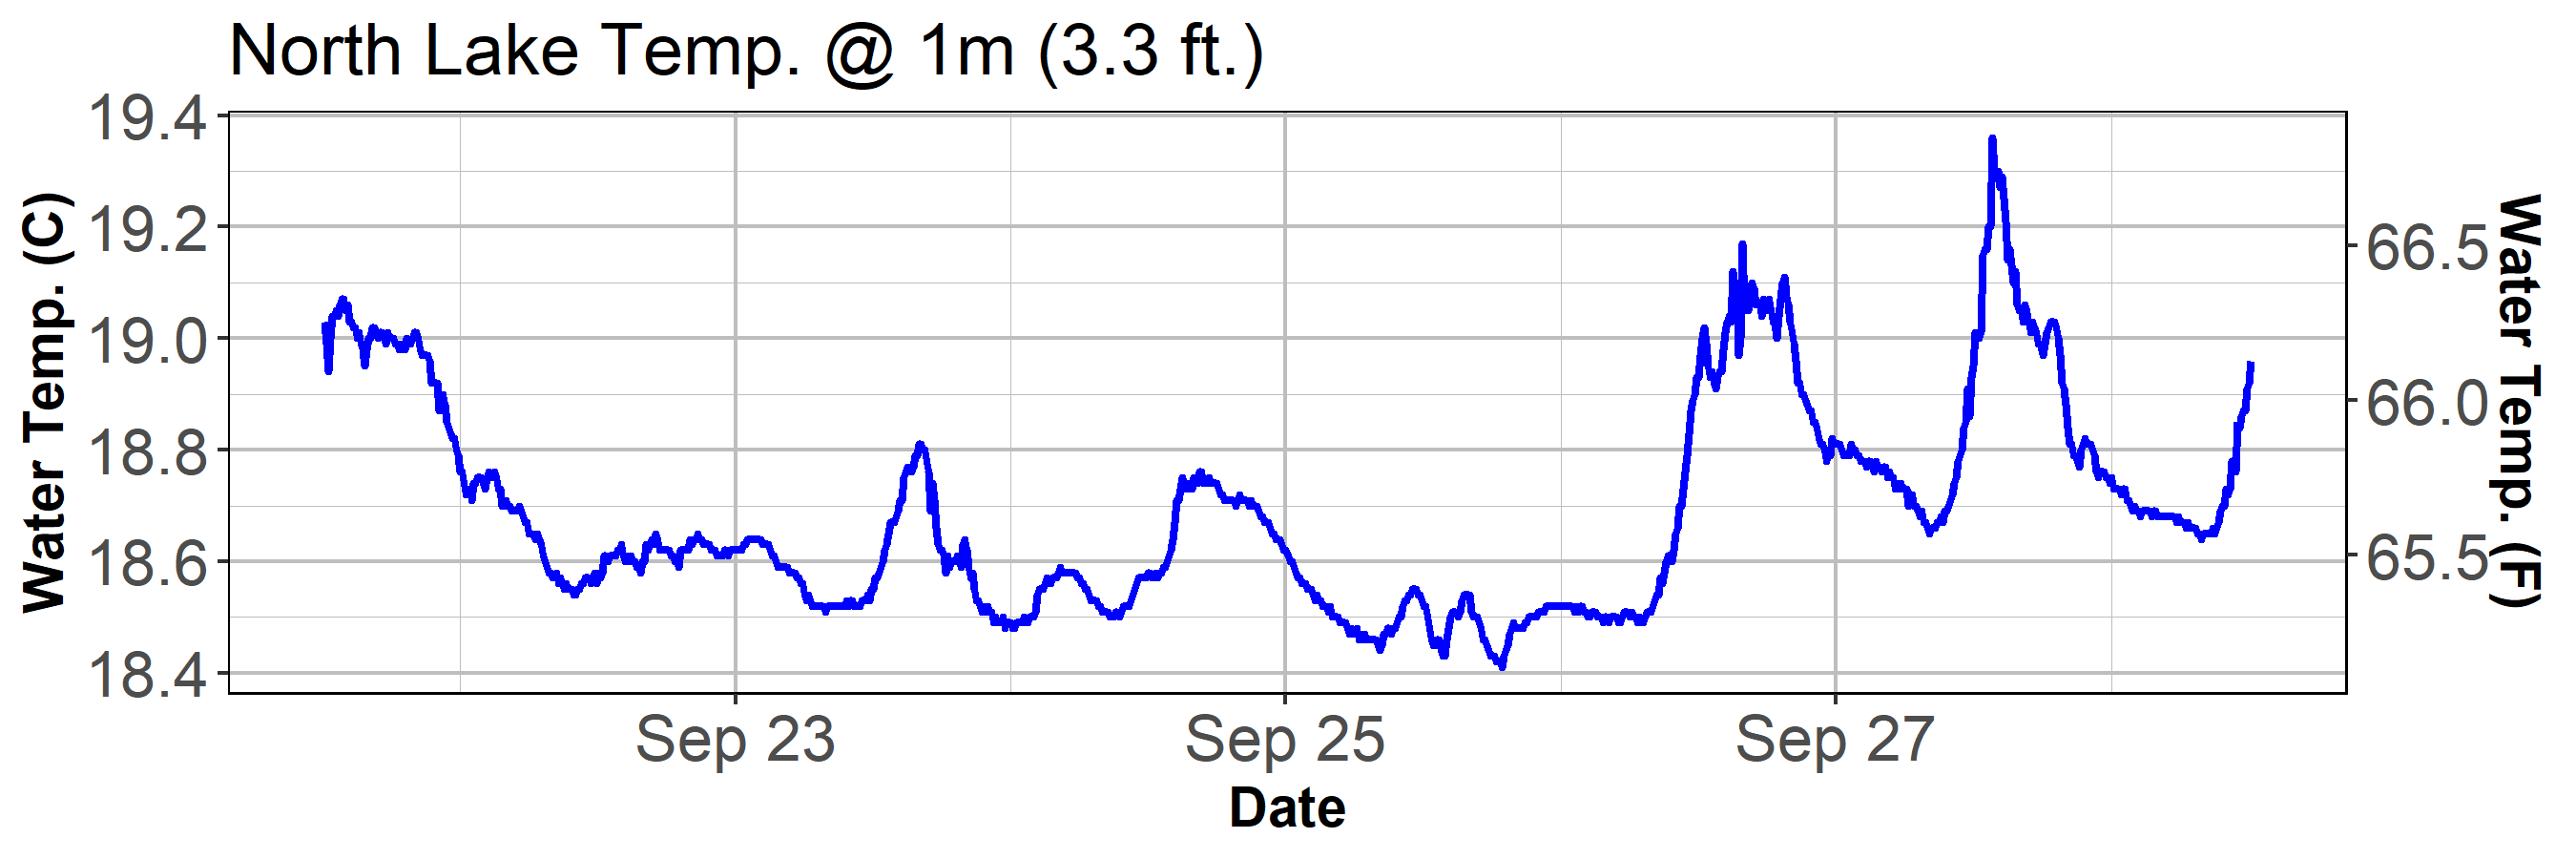 North Lake Temp. @ 1m (3.3 ft.)
Water Temp. (C)
19.4
19.2
19.0
18.8
18.6
18.4
66.5
66.0
65.5
Water Temp. (F)
Sep 23 Sep 25 Sep 27
Date